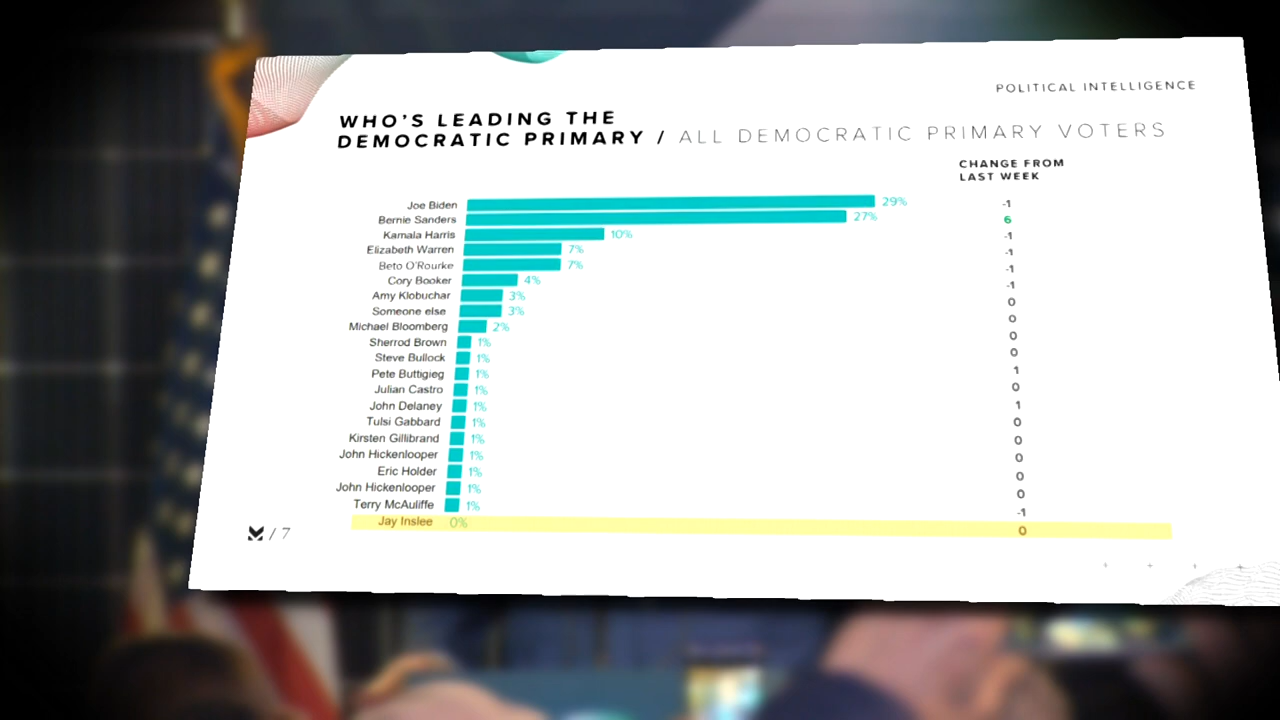 POLITICAL INTELLIGENCE
WHO'S LEADING THE
DEMOCRATIC PRIMARY / ALL DEMOCRATIC PRIMARY VOTERS
CHANGE FROM
LAST WEEK
Joe Biden 29% -1
Bernie Sanders 27% 6
Kamala Harris 10% -1
Elizabeth Warren 7% -1
Beto O'Rourke 7% -1
Cory Booker 4% -1
Amy Klobuchar 3% 0
Someone else 3% 0
Michael Bloomberg 2% 0
Sherrod Brown 1% 0
Steve Bullock 1% 1
Pete Buttigieg 1% 0
Julian Castro 1% 1
John Delaney 1% 0
Tulsi Gabbard 1% 0
Kirsten Gillibrand 1% 0
John Hickenlooper 1% 0
Eric Holder 1% 0
John Hickenlooper 1% -1
Terry McAuliffe 1%
Jay Inslee 0% 0
/ 7